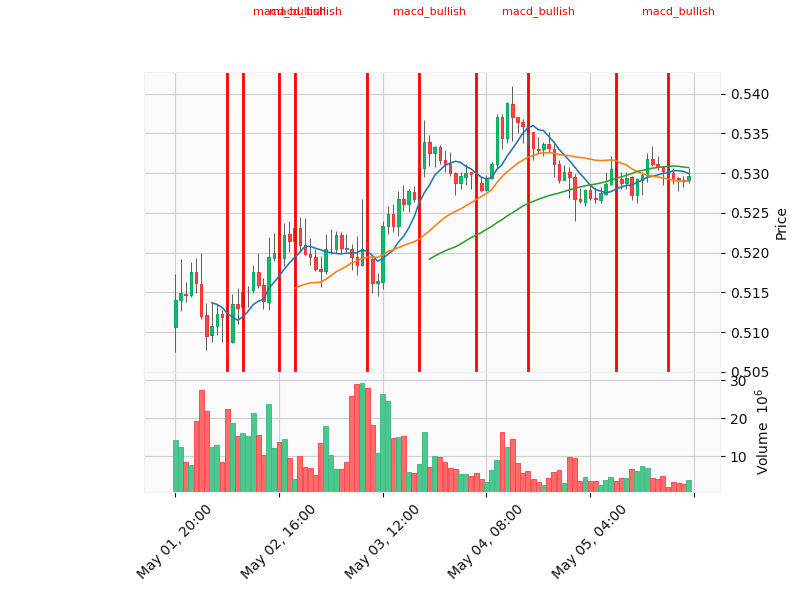 macd_bullish
macd_bullish
macd_bullish
macd_bullish
macd_bullish
0.540
0.535
0.530
0.525
0.520
0.515
0.510
0.505
Price
30
20
10
Volume 10⁶
May 01, 20:00
May 02, 16:00
May 03, 12:00
May 04, 08:00
May 05, 04:00